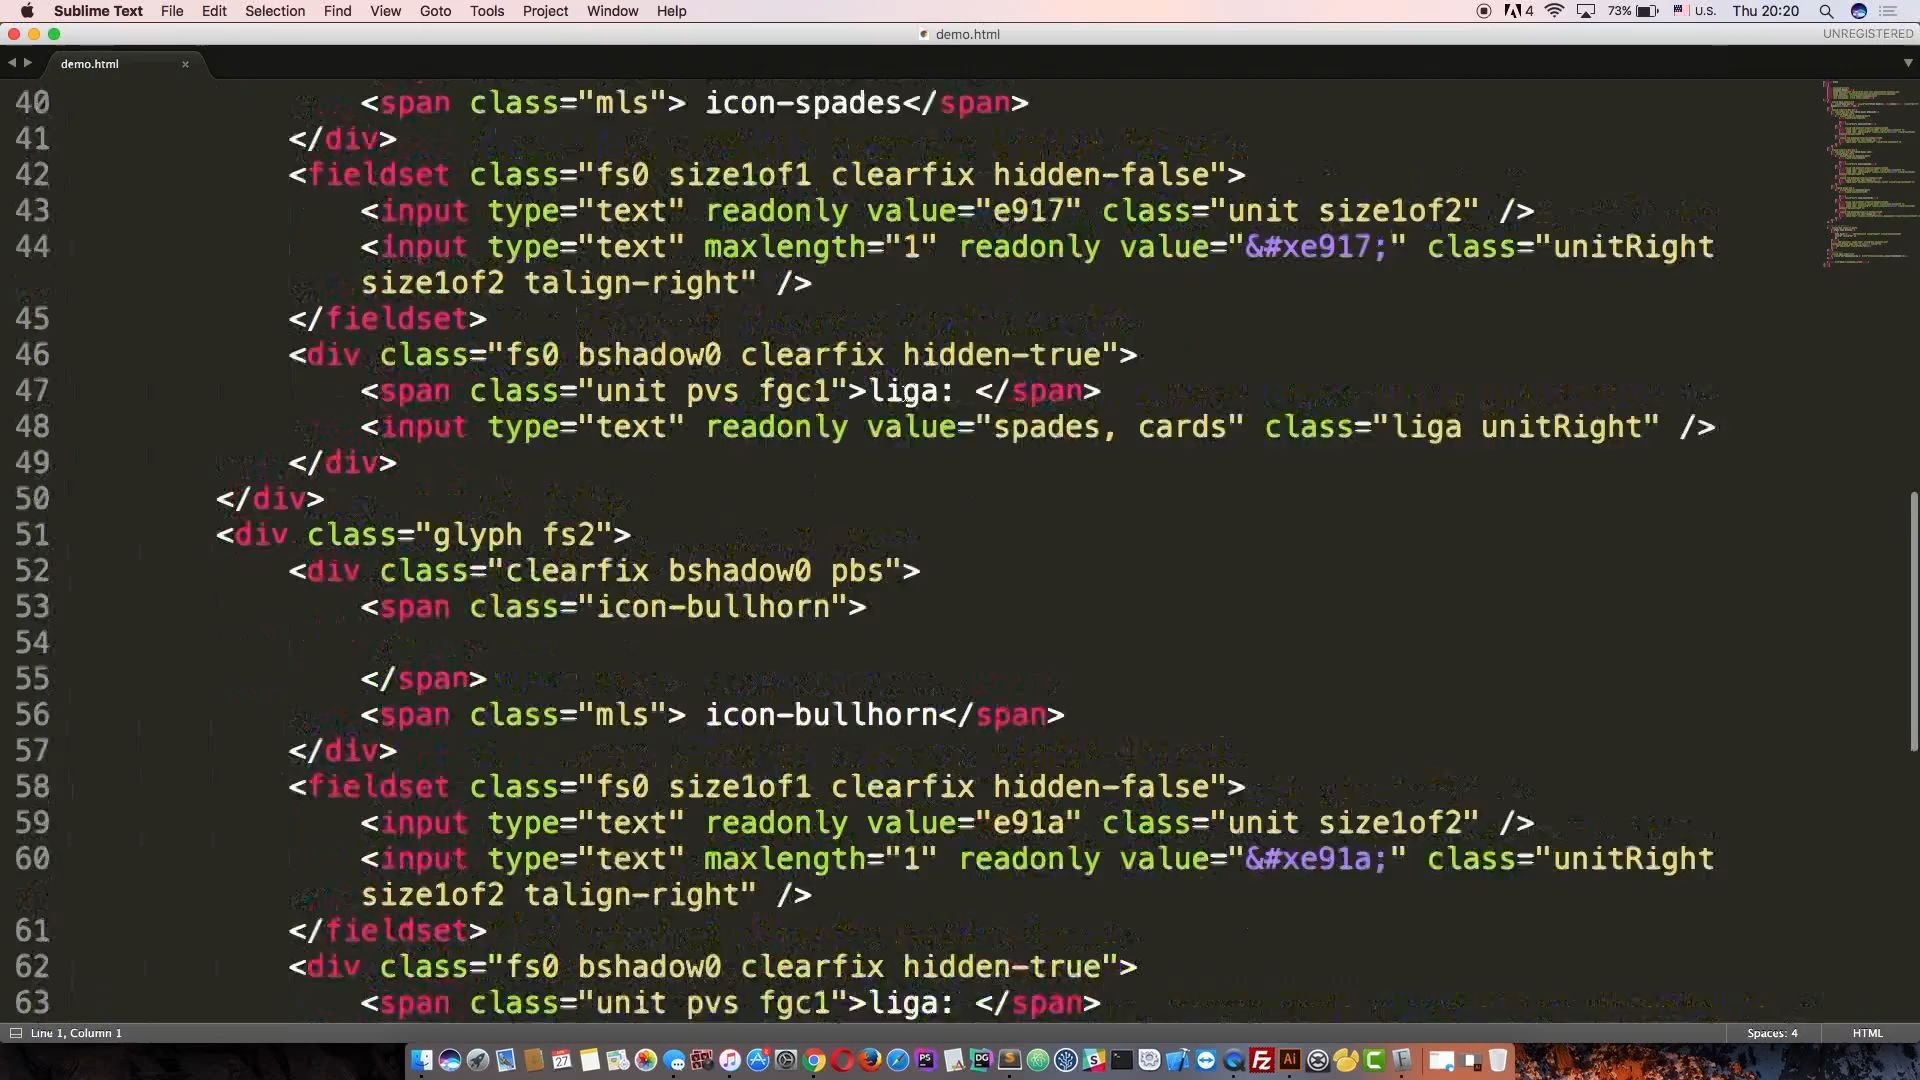 Sublime Text File Edit Selection Find View Goto Tools Project Window Help 4 73% U.S. Thu 20:20
demo.html UNREGISTERED
demo.html ×
40 <span class="mls"> icon-spades</span>
41 </div>
42 <fieldset class="fs0 size1of1 clearfix hidden-false">
43 <input type="text" readonly value="e917" class="unit size1of2" />
44 <input type="text" maxlength="1" readonly value="&#xe917;" class="unitRight
size1of2 talign-right" />
45 </fieldset>
46 <div class="fs0 bshadow0 clearfix hidden-true">
47 <span class="unit pvs fgc1">liga: </span>
48 <input type="text" readonly value="spades, cards" class="liga unitRight" />
49 </div>
50 </div>
51 <div class="glyph fs2">
52 <div class="clearfix bshadow0 pbs">
53 <span class="icon-bullhorn">
54
55 </span>
56 <span class="mls"> icon-bullhorn</span>
57 </div>
58 <fieldset class="fs0 size1of1 clearfix hidden-false">
59 <input type="text" readonly value="e91a" class="unit size1of2" />
60 <input type="text" maxlength="1" readonly value="&#xe91a;" class="unitRight
size1of2 talign-right" />
61 </fieldset>
62 <div class="fs0 bshadow0 clearfix hidden-true">
63 <span class="unit pvs fgc1">liga: </span>
Line 1, Column 1 Spaces: 4 HTML